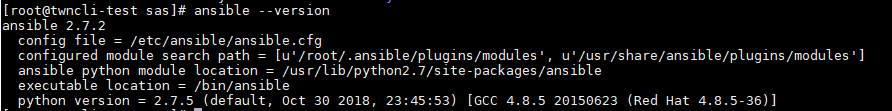 [root@twncli-test sas]# ansible --version
ansible 2.7.2
  config file = /etc/ansible/ansible.cfg
  configured module search path = [u'/root/.ansible/plugins/modules', u'/usr/share/ansible/plugins/modules']
  ansible python module location = /usr/lib/python2.7/site-packages/ansible
  executable location = /bin/ansible
  python version = 2.7.5 (default, Oct 30 2018, 23:45:53) [GCC 4.8.5 20150623 (Red Hat 4.8.5-36)]